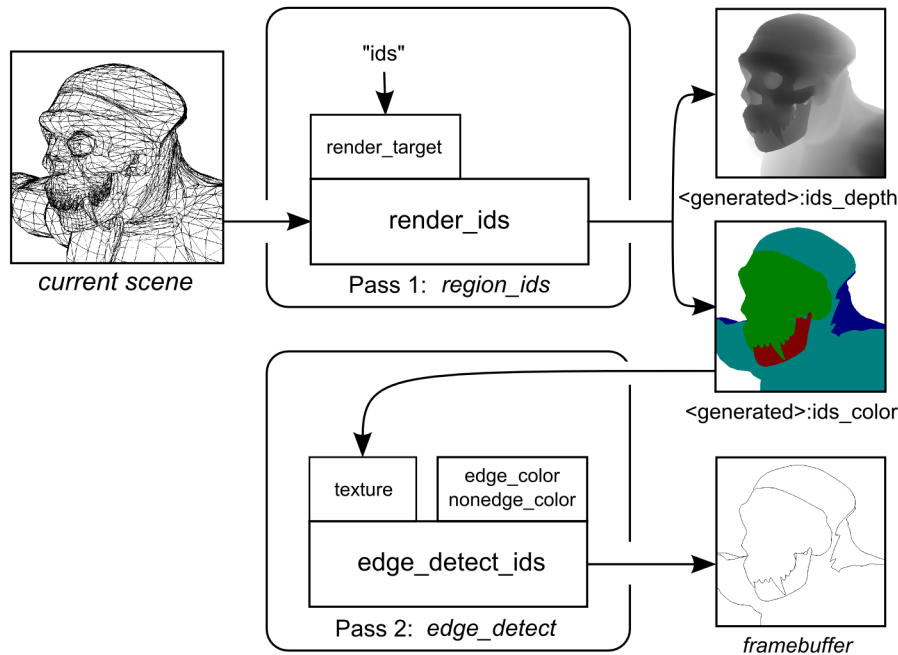 "ids"
render_target
render_ids
Pass 1: region_ids
current scene
<generated>:ids_depth
<generated>:ids_color
texture
edge_color
nonedge_color
edge_detect_ids
Pass 2: edge_detect
framebuffer